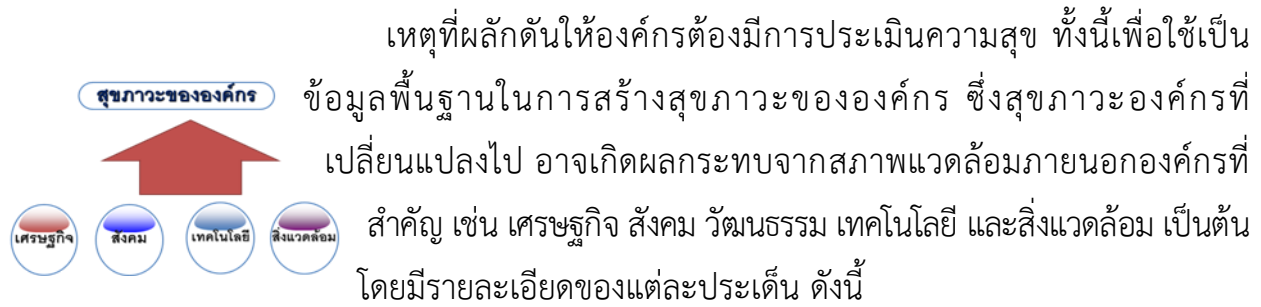 สุขภาวะขององค์กร
เศรษฐกิจ
สังคม
เทคโนโลยี
สิ่งแวดล้อม
เหตุที่ผลักดันให้องค์กรต้องมีการประเมินความสุข ทั้งนี้เพื่อใช้เป็น
ข้อมูลพื้นฐานในการสร้างสุขภาวะขององค์กร ซึ่งสุขภาวะองค์กรที่
เปลี่ยนแปลงไป อาจเกิดผลกระทบจากสภาพแวดล้อมภายนอกองค์กรที่
สำคัญ เช่น เศรษฐกิจ สังคม วัฒนธรรม เทคโนโลยี และสิ่งแวดล้อม เป็นต้น
โดยมีรายละเอียดของแต่ละประเด็น ดังนี้